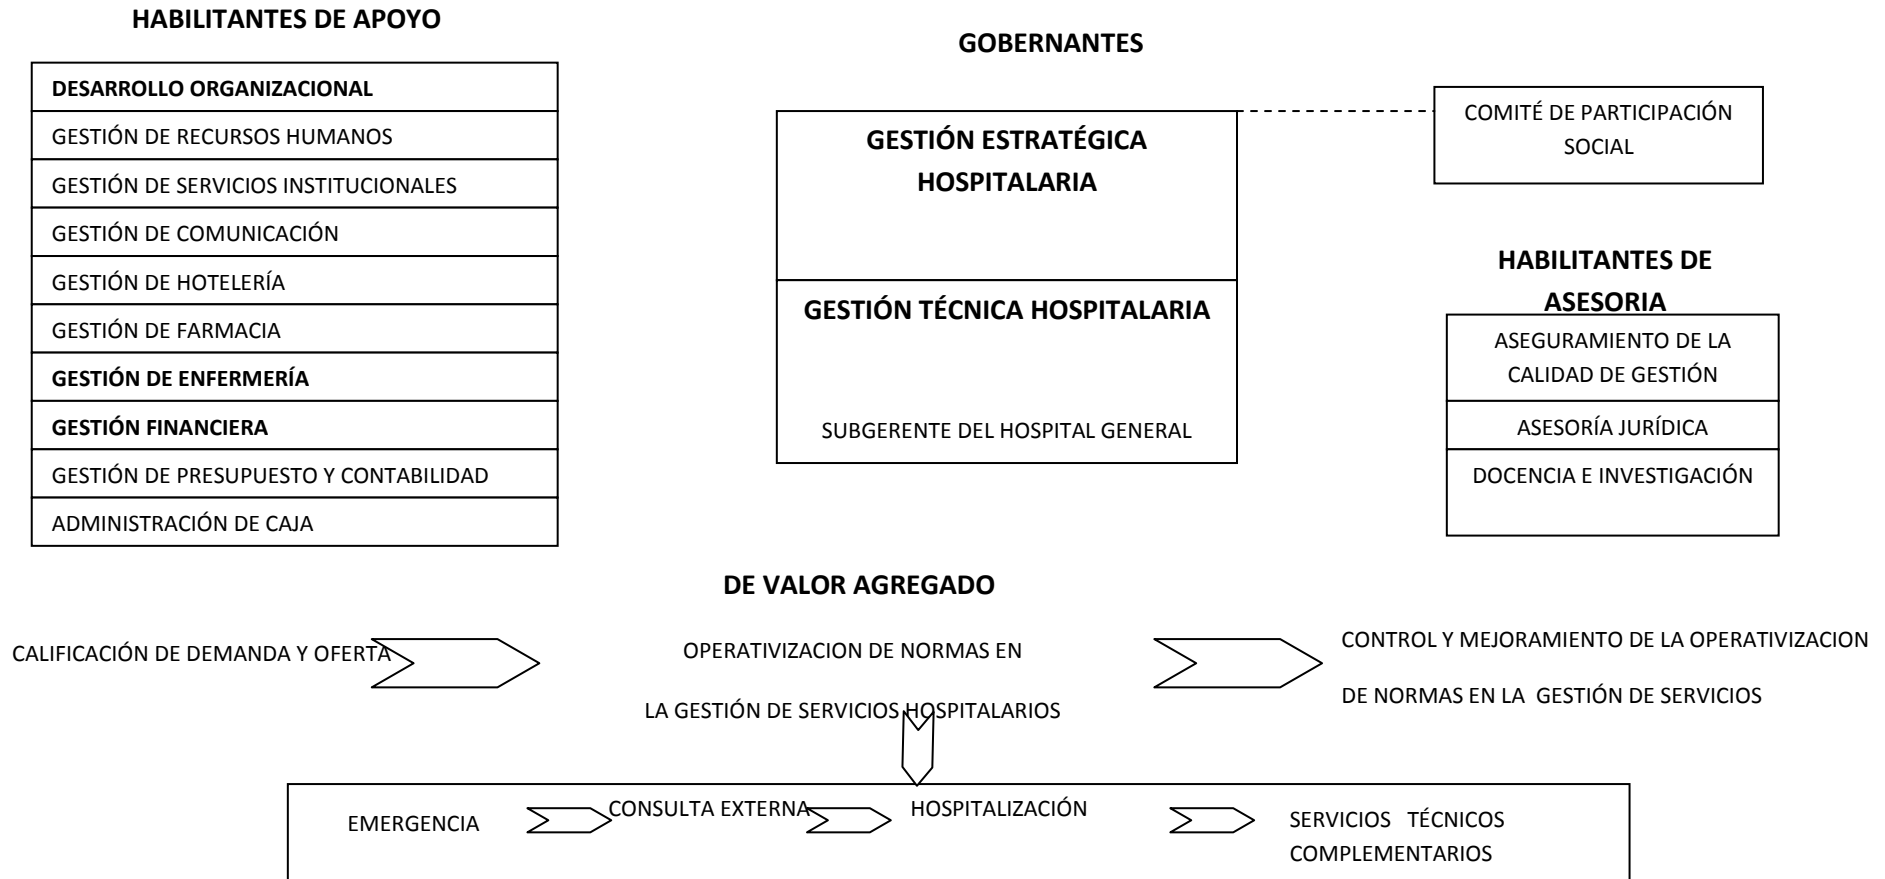 HABILITANTES DE APOYO
DESARROLLO ORGANIZACIONAL
GESTIÓN DE RECURSOS HUMANOS
GESTIÓN DE SERVICIOS INSTITUCIONALES
GESTIÓN DE COMUNICACIÓN
GESTIÓN DE HOTELERÍA
GESTIÓN DE FARMACIA
GESTIÓN DE ENFERMERÍA
GESTIÓN FINANCIERA
GESTIÓN DE PRESUPUESTO Y CONTABILIDAD
ADMINISTRACIÓN DE CAJA
GOBERNANTES
GESTIÓN ESTRATÉGICA
HOSPITALARIA
GESTIÓN TÉCNICA HOSPITALARIA
SUBGERENTE DEL HOSPITAL GENERAL
COMITÉ DE PARTICIPACIÓN
SOCIAL
HABILITANTES DE
ASESORIA
ASEGURAMIENTO DE LA
CALIDAD DE GESTIÓN
ASESORÍA JURÍDICA
DOCENCIA E INVESTIGACIÓN
DE VALOR AGREGADO
CALIFICACIÓN DE DEMANDA Y OFERTA
OPERATIVIZACION DE NORMAS EN
LA GESTIÓN DE SERVICIOS HOSPITALARIOS
CONTROL Y MEJORAMIENTO DE LA OPERATIVIZACION
DE NORMAS EN LA GESTIÓN DE SERVICIOS
EMERGENCIA
CONSULTA EXTERNA
HOSPITALIZACIÓN
SERVICIOS TÉCNICOS
COMPLEMENTARIOS